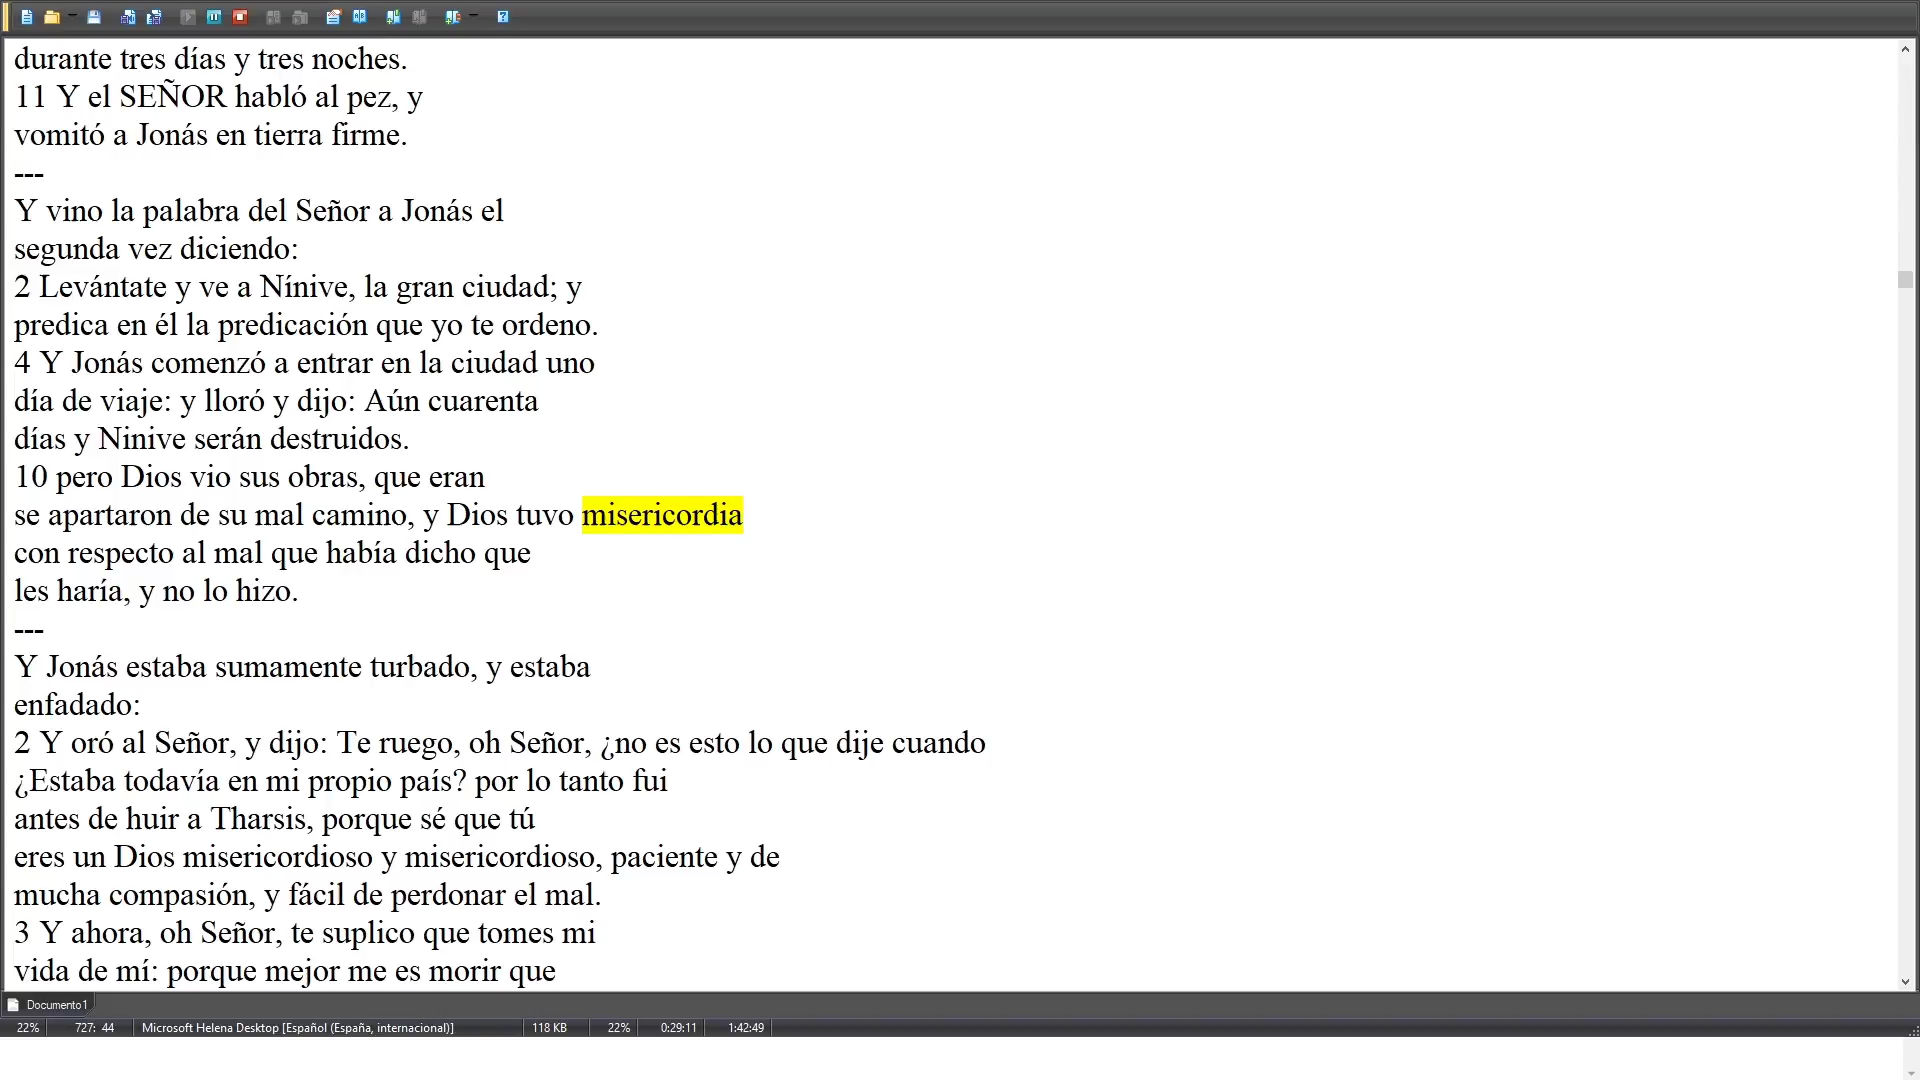 durante tres días y tres noches.
11 Y el SEÑOR habló al pez, y
vomitó a Jonás en tierra firme.
---
Y vino la palabra del Señor a Jonás el
segunda vez diciendo:
2 Levántate y ve a Nínive, la gran ciudad; y
predica en él la predicación que yo te ordeno.
4 Y Jonás comenzó a entrar en la ciudad uno
día de viaje: y lloró y dijo: Aún cuarenta
días y Ninive serán destruidos.
10 pero Dios vio sus obras, que eran
se apartaron de su mal camino, y Dios tuvo misericordia
con respecto al mal que había dicho que
les haría, y no lo hizo.
---
Y Jonás estaba sumamente turbado, y estaba
enfadado:
2 Y oró al Señor, y dijo: Te ruego, oh Señor, ¿no es esto lo que dije cuando
¿Estaba todavía en mi propio país? por lo tanto fui
antes de huir a Tharsis, porque sé que tú
eres un Dios misericordioso y misericordioso, paciente y de
mucha compasión, y fácil de perdonar el mal.
3 Y ahora, oh Señor, te suplico que tomes mi
vida de mí: porque mejor me es morir que
Documento1
22% 727: 44 Microsoft Helena Desktop [Español (España, internacional)] 118 KB 22% 0:29:11 1:42:49